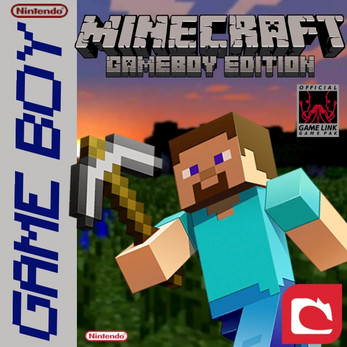 Nintendo
GAME BOY
MINECRAFT
GAMEBOY EDITION
OFFICIAL
GAME LINK
GAME PAK
Nintendo